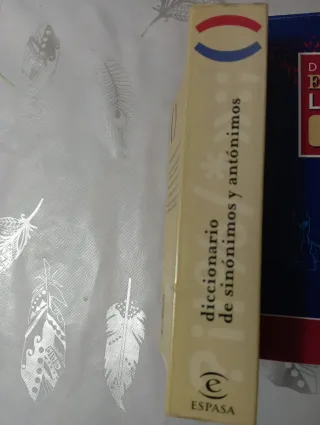 diccionario
de sinónimos y antónimos
ESPASA